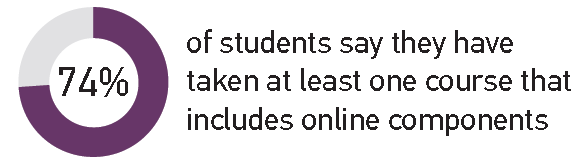 74%
of students say they have
taken at least one course that
includes online components